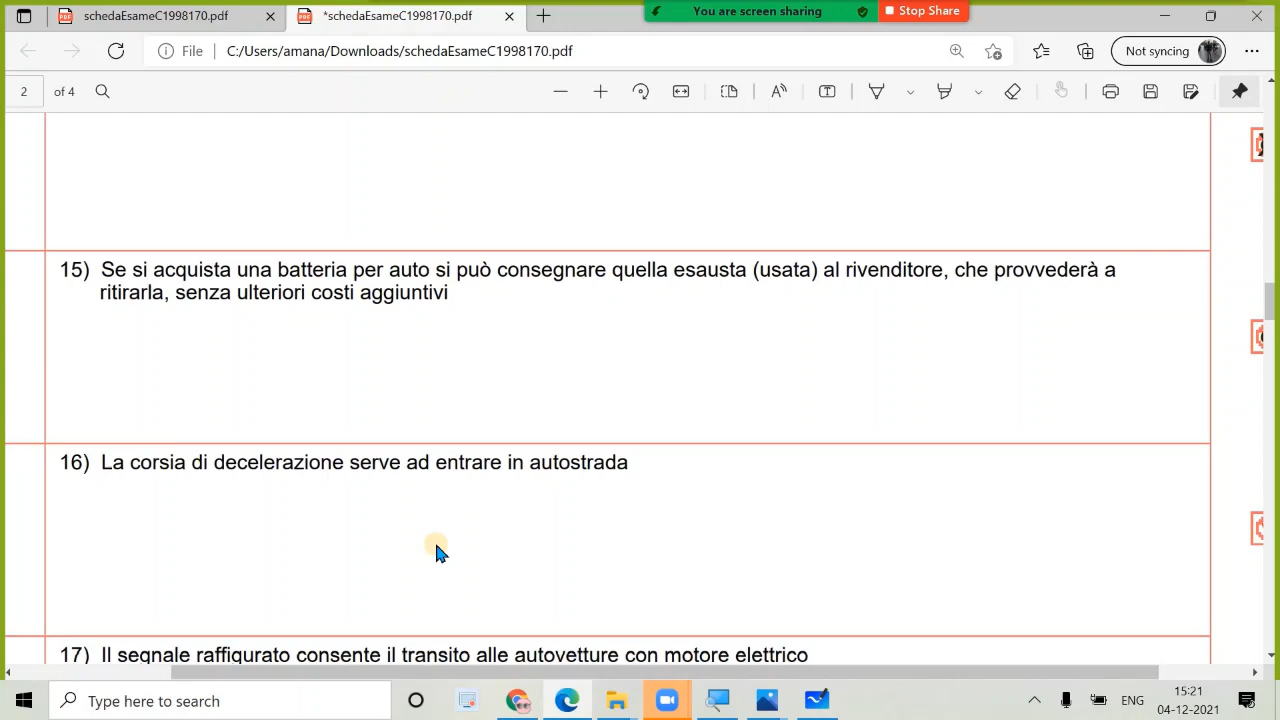 schedaEsameC1998170.pdf
*schedaEsameC1998170.pdf
You are screen sharing
Stop Share
File
C:/Users/amana/Downloads/schedaEsameC1998170.pdf
Not syncing
2 of 4
15) Se si acquista una batteria per auto si può consegnare quella esausta (usata) al rivenditore, che provvederà a
ritirarla, senza ulteriori costi aggiuntivi
16) La corsia di decelerazione serve ad entrare in autostrada
17) Il segnale raffigurato consente il transito alle autovetture con motore elettrico
Type here to search
ENG
15:21
04-12-2021